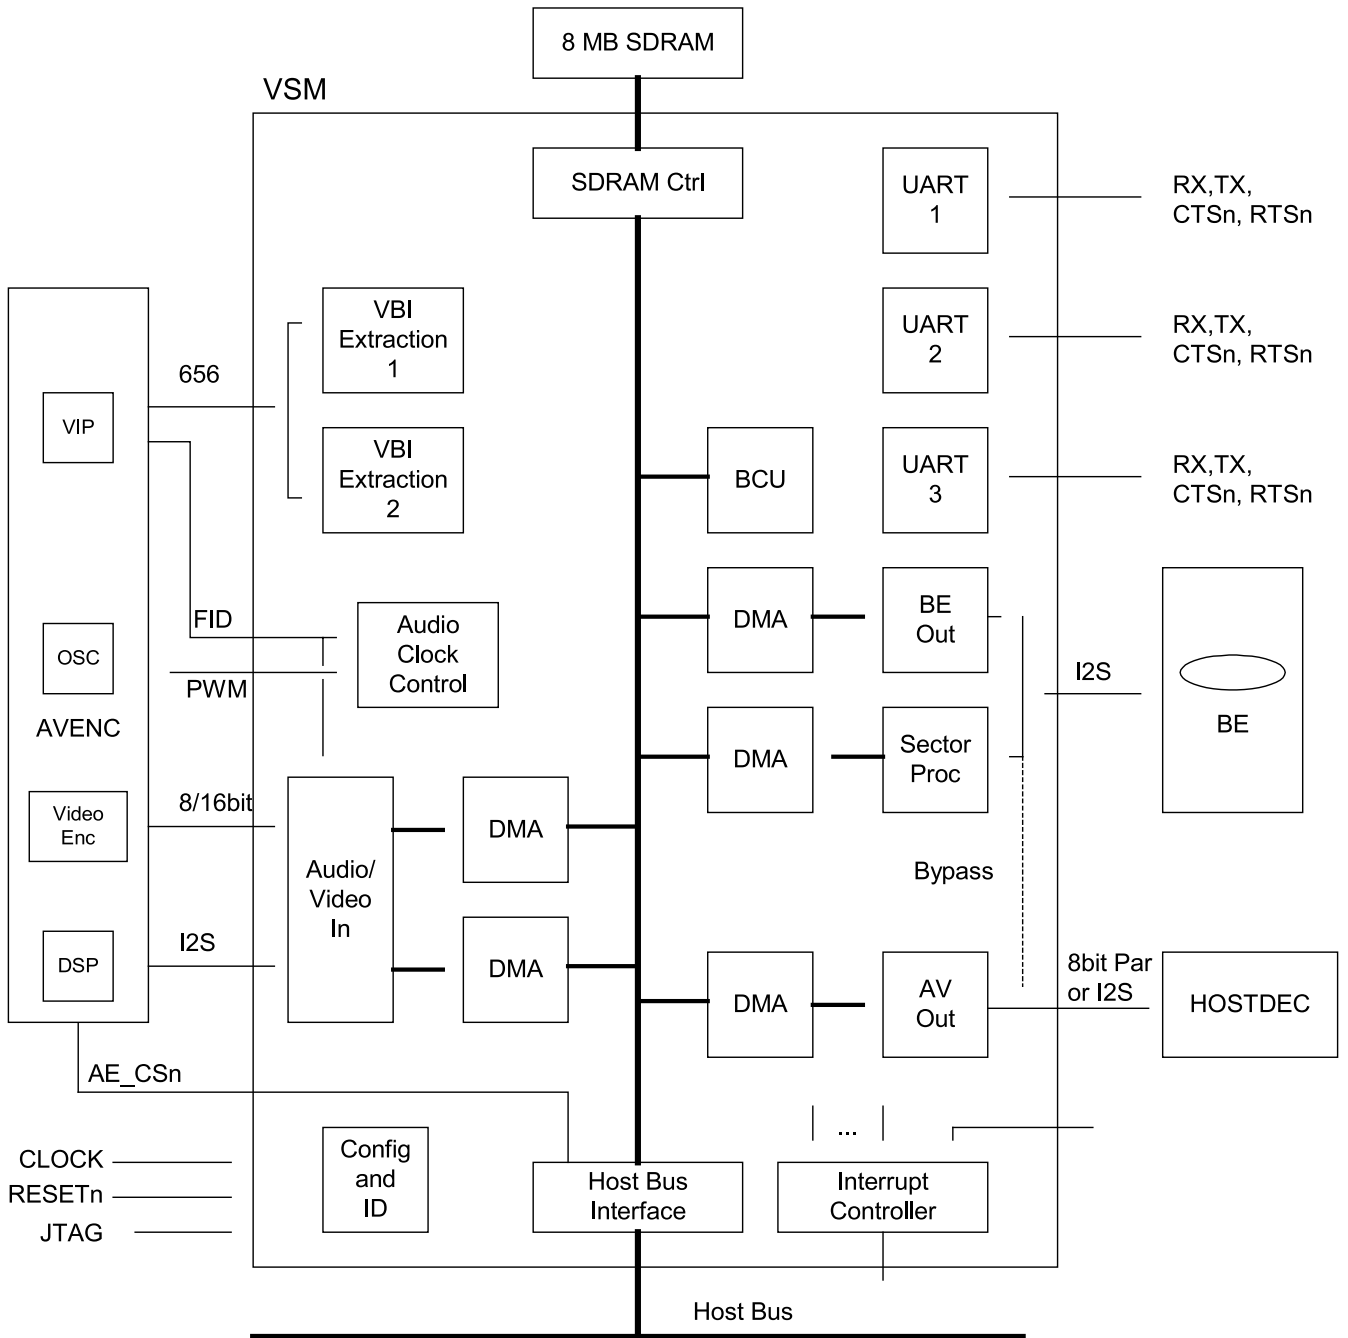 8 MB SDRAM
VSM
SDRAM Ctrl
UART
1
RX,TX,
CTSn, RTSn
VBI
Extraction
1
UART
2
RX,TX,
CTSn, RTSn
656
VIP
VBI
Extraction
2
BCU
UART
3
RX,TX,
CTSn, RTSn
FID
Audio
Clock
Control
DMA
BE
Out
OSC
PWM
I2S
AVENC
BE
DMA
Sector
Proc
8/16bit
Video
Enc
DMA
Audio/
Video
In
Bypass
I2S
DSP
DMA
DMA
AV
Out
8bit Par
or I2S
HOSTDEC
AE_CSn
...
CLOCK
RESETn
JTAG
Config
and
ID
Host Bus
Interface
Interrupt
Controller
Host Bus